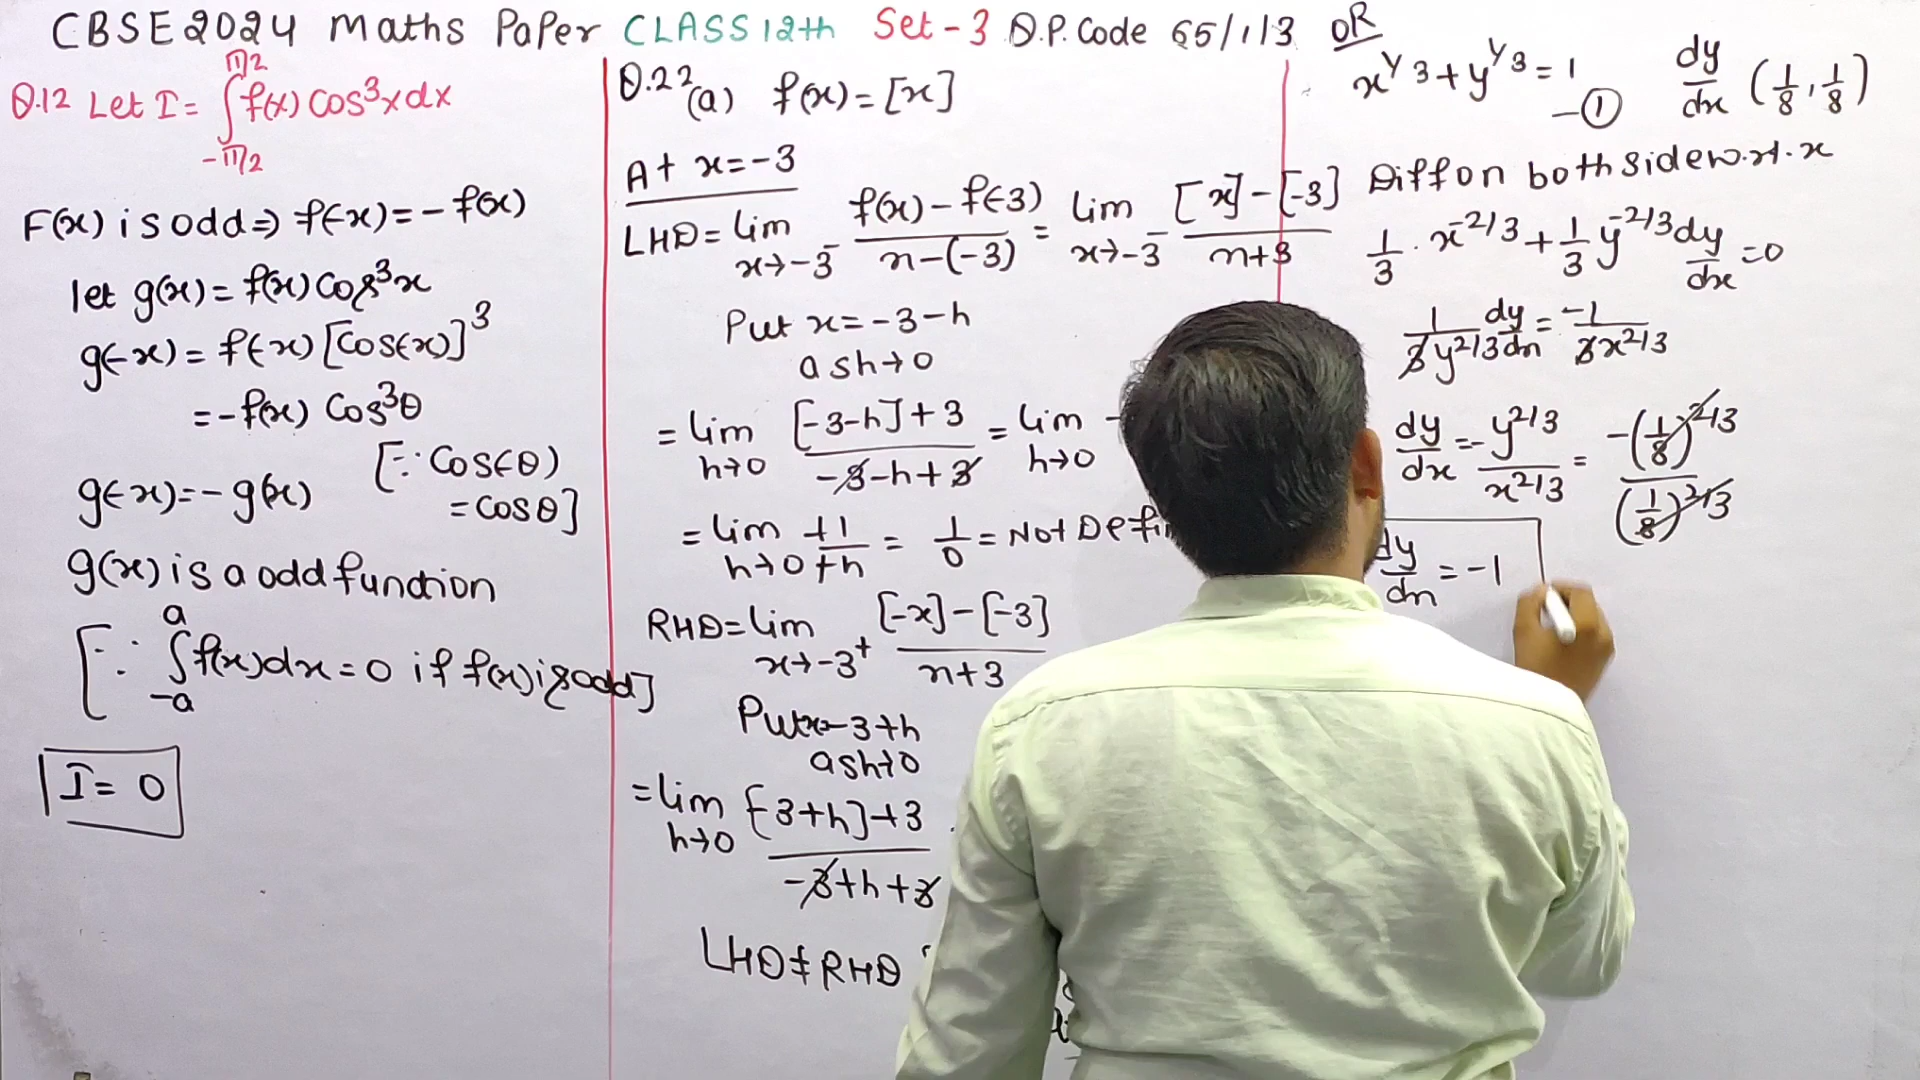 CBSE 2024 Maths Paper CLASS 12th Set-3 Q.P. Code 65/1/3
Q.12 Let I = ∫_{-π/2}^{π/2} f(x) Cos³x dx
F(x) is odd ⇒ f(-x) = -f(x)
let g(x) = f(x) Cos³x
g(-x) = f(-x) [Cos(-x)]³
= -f(x) Cos³θ
[∵ Cos(-θ)
= cos θ]
g(-x) = -g(x)
g(x) is a odd function
[∵ ∫_{-a}^{a} f(x) dx = 0 if f(x) is odd]
I = 0
Q.22 (a) f(x) = [x]
At x = -3
LHD = lim_{x→-3⁻} (f(x) - f(-3))/(n-(-3)) = lim_{x→-3⁻} ([x] - [-3])/(n+3)
Put x = -3-h
as h→0
= lim_{h→0} ([-3-h]+3)/(-3-h+3) = lim_{h→0} -
= lim_{h→0} +1/+h = 1/0 = Not Defi
RHD = lim_{x→-3⁺} ([-x] - [-3])/(n+3)
Put x = -3+h
as h→0
= lim_{h→0} ([-3+h]+3)/(-3+h+3)
LHD ≠ RHD
OR
x^{1/3} + y^{1/3} = 1 -① dy/dx (1/8, 1/8)
Diff on both side w.r.t. x
1/3 · x^{-2/3} + 1/3 y^{-2/3} dy/dx = 0
1/(3y^{2/3}) dy/dn = -1/(3x^{2/3})
dy/dx = -y^{2/3}/x^{2/3} = -(1/8)^{2/3}/(1/8)^{2/3}
dy/dn = -1